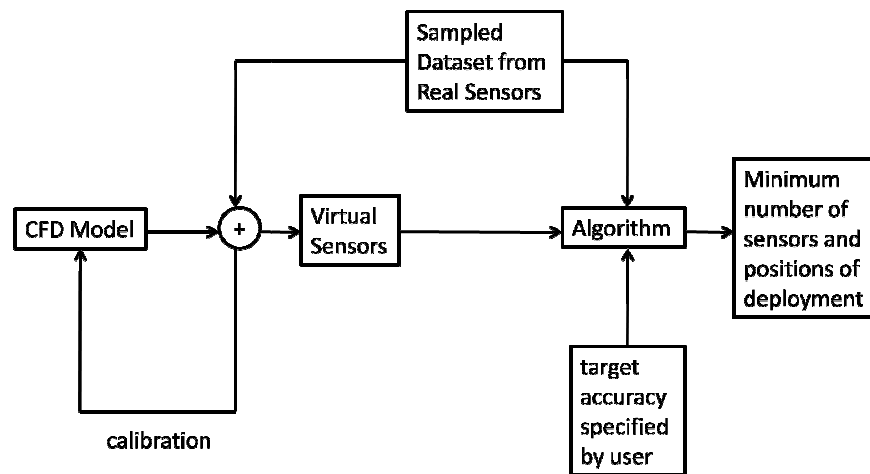 Sampled
Dataset from
Real Sensors
CFD Model
+
Virtual
Sensors
Algorithm
Minimum
number of
sensors and
positions of
deployment
target
accuracy
specified
by user
calibration